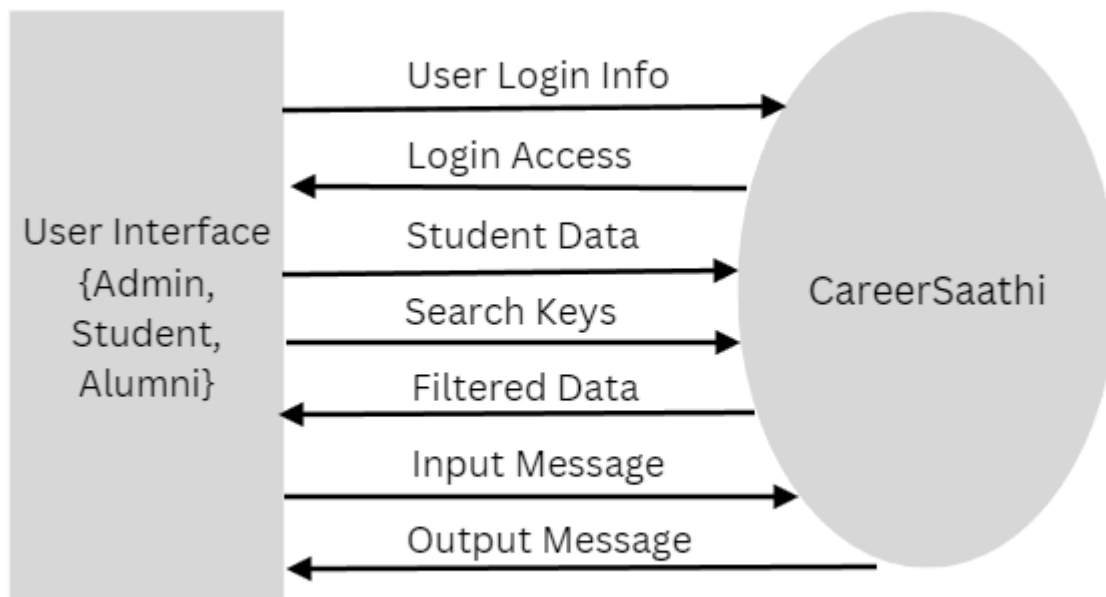 User Login Info
Login Access
User Interface
{Admin,
Student,
Alumni}
Student Data
Search Keys
Filtered Data
Input Message
Output Message
CareerSaathi